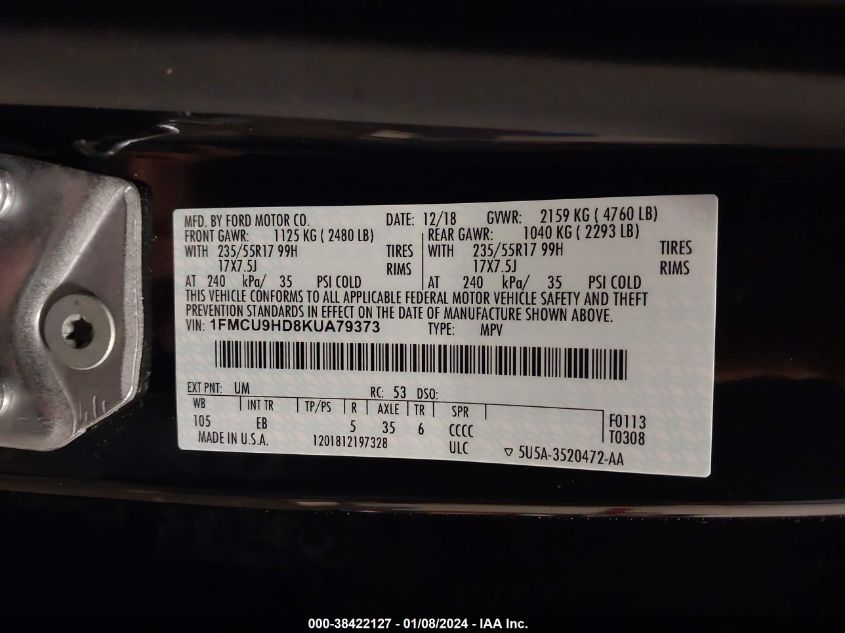 MFD. BY FORD MOTOR CO. DATE: 12/18 GVWR: 2159 KG ( 4760 LB)
FRONT GAWR: 1125 KG ( 2480 LB) REAR GAWR: 1040 KG ( 2293 LB)
WITH 235/55R17 99H TIRES WITH 235/55R17 99H TIRES
17X7.5J RIMS 17X7.5J RIMS
AT 240 kPa/ 35 PSI COLD AT 240 kPa/ 35 PSI COLD
THIS VEHICLE CONFORMS TO ALL APPLICABLE FEDERAL MOTOR VEHICLE SAFETY AND THEFT
PREVENTION STANDARDS IN EFFECT ON THE DATE OF MANUFACTURE SHOWN ABOVE.
VIN: 1FMCU9HD8KUA79373 TYPE: MPV
EXT PNT: UM RC: 53 DSO:
WB INT TR TP/PS R AXLE TR SPR
105 EB 5 35 6 CCCC F0113
T0308
MADE IN U.S.A. 1201812197328 ULC 5U5A-3520472-AA
000-38422127 - 01/08/2024 - IAA Inc.